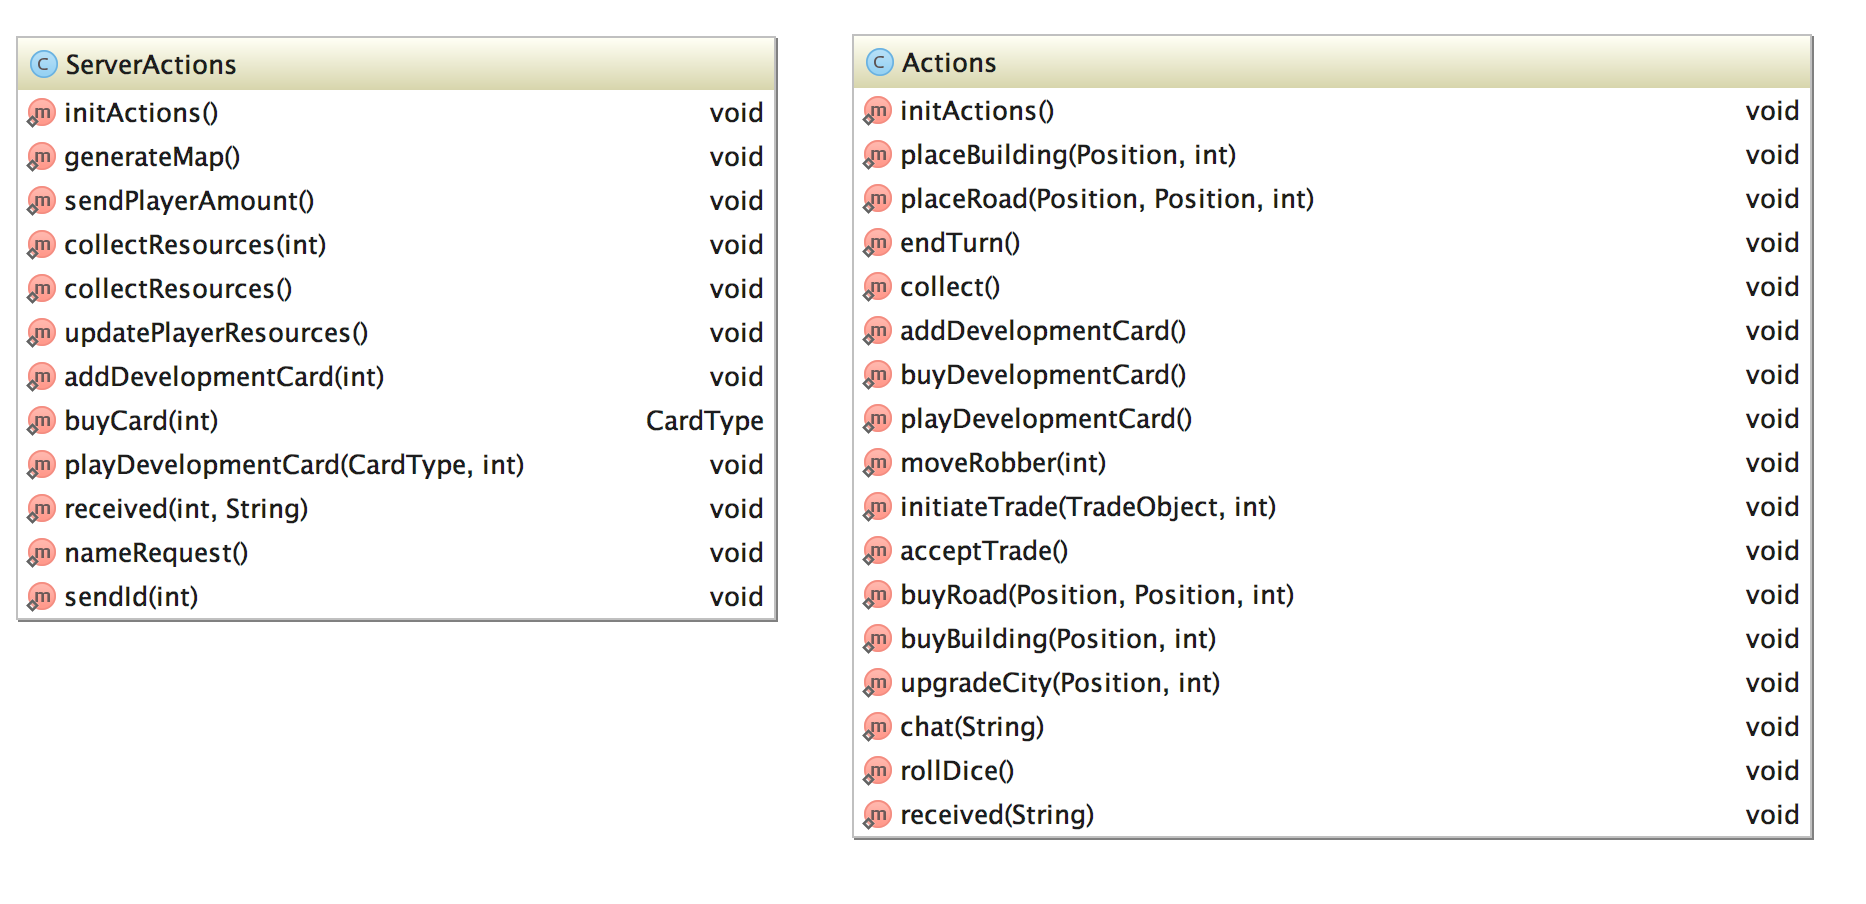 ServerActions
initActions() void
generateMap() void
sendPlayerAmount() void
collectResources(int) void
collectResources() void
updatePlayerResources() void
addDevelopmentCard(int) void
buyCard(int) CardType
playDevelopmentCard(CardType, int) void
received(int, String) void
nameRequest() void
sendId(int) void
Actions
initActions() void
placeBuilding(Position, int) void
placeRoad(Position, Position, int) void
endTurn() void
collect() void
addDevelopmentCard() void
buyDevelopmentCard() void
playDevelopmentCard() void
moveRobber(int) void
initiateTrade(TradeObject, int) void
acceptTrade() void
buyRoad(Position, Position, int) void
buyBuilding(Position, int) void
upgradeCity(Position, int) void
chat(String) void
rollDice() void
received(String) void